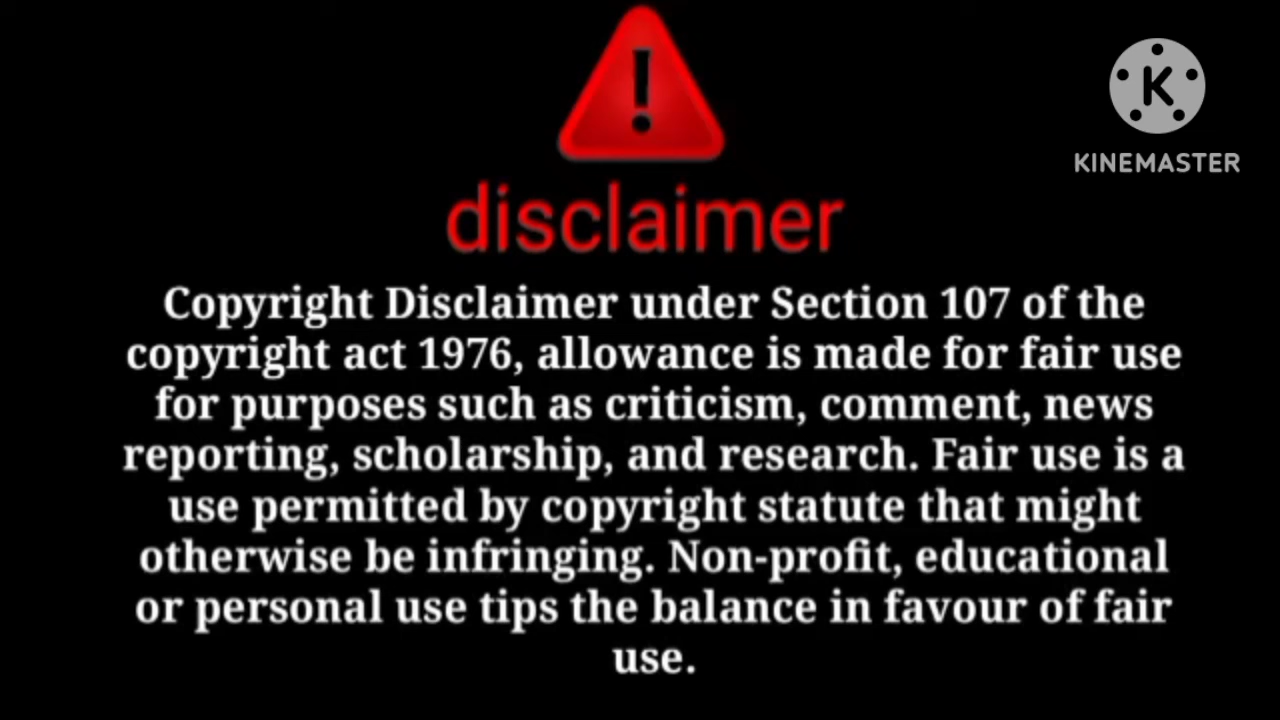 !
K
KINEMASTER
disclaimer
Copyright Disclaimer under Section 107 of the
copyright act 1976, allowance is made for fair use
for purposes such as criticism, comment, news
reporting, scholarship, and research. Fair use is a
use permitted by copyright statute that might
otherwise be infringing. Non-profit, educational
or personal use tips the balance in favour of fair
use.